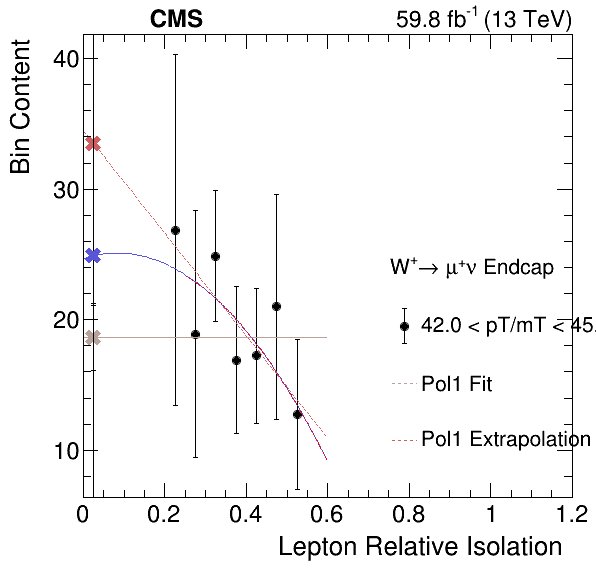 CMS
59.8 fb⁻¹ (13 TeV)
Bin Content
40
30
20
10
W⁺→ μ⁺ν Endcap
42.0 < pT/mT < 45.
Pol1 Fit
Pol1 Extrapolation
0 0.2 0.4 0.6 0.8 1 1.2
Lepton Relative Isolation